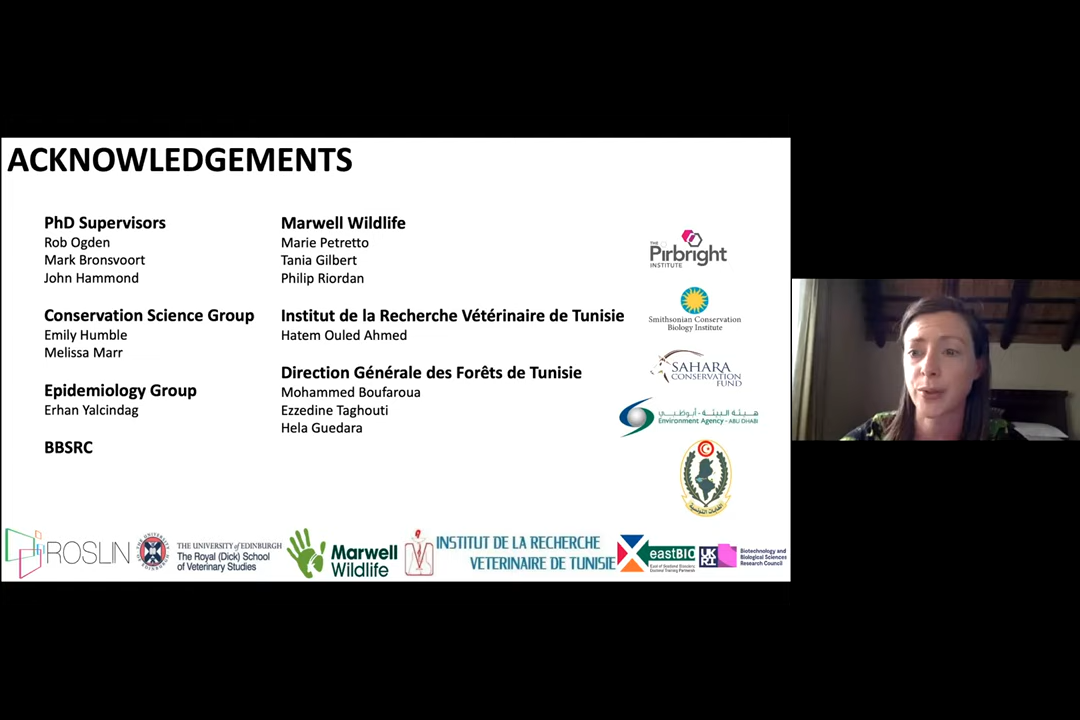 ACKNOWLEDGEMENTS
PhD Supervisors
Rob Ogden
Mark Bronsvoort
John Hammond
Conservation Science Group
Emily Humble
Melissa Marr
Epidemiology Group
Erhan Yalcindag
BBSRC
Marwell Wildlife
Marie Petretto
Tania Gilbert
Philip Riordan
Institut de la Recherche Vétérinaire de Tunisie
Hatem Ouled Ahmed
Direction Générale des Forêts de Tunisie
Mohammed Boufaroua
Ezzedine Taghouti
Hela Guedara
THE
Pirbright
INSTITUTE
Smithsonian Conservation
Biology Institute
SAHARA
CONSERVATION
FUND
هيئة البيئة - أبوظبي
Environment Agency - ABU DHABI
ROSLIN
THE UNIVERSITY of EDINBURGH
The Royal (Dick) School
of Veterinary Studies
Marwell
Wildlife
INSTITUT DE LA RECHERCHE
VETERINAIRE DE TUNISIE
eastBIO
UK
RI
Biotechnology and
Biological Sciences
Research Council